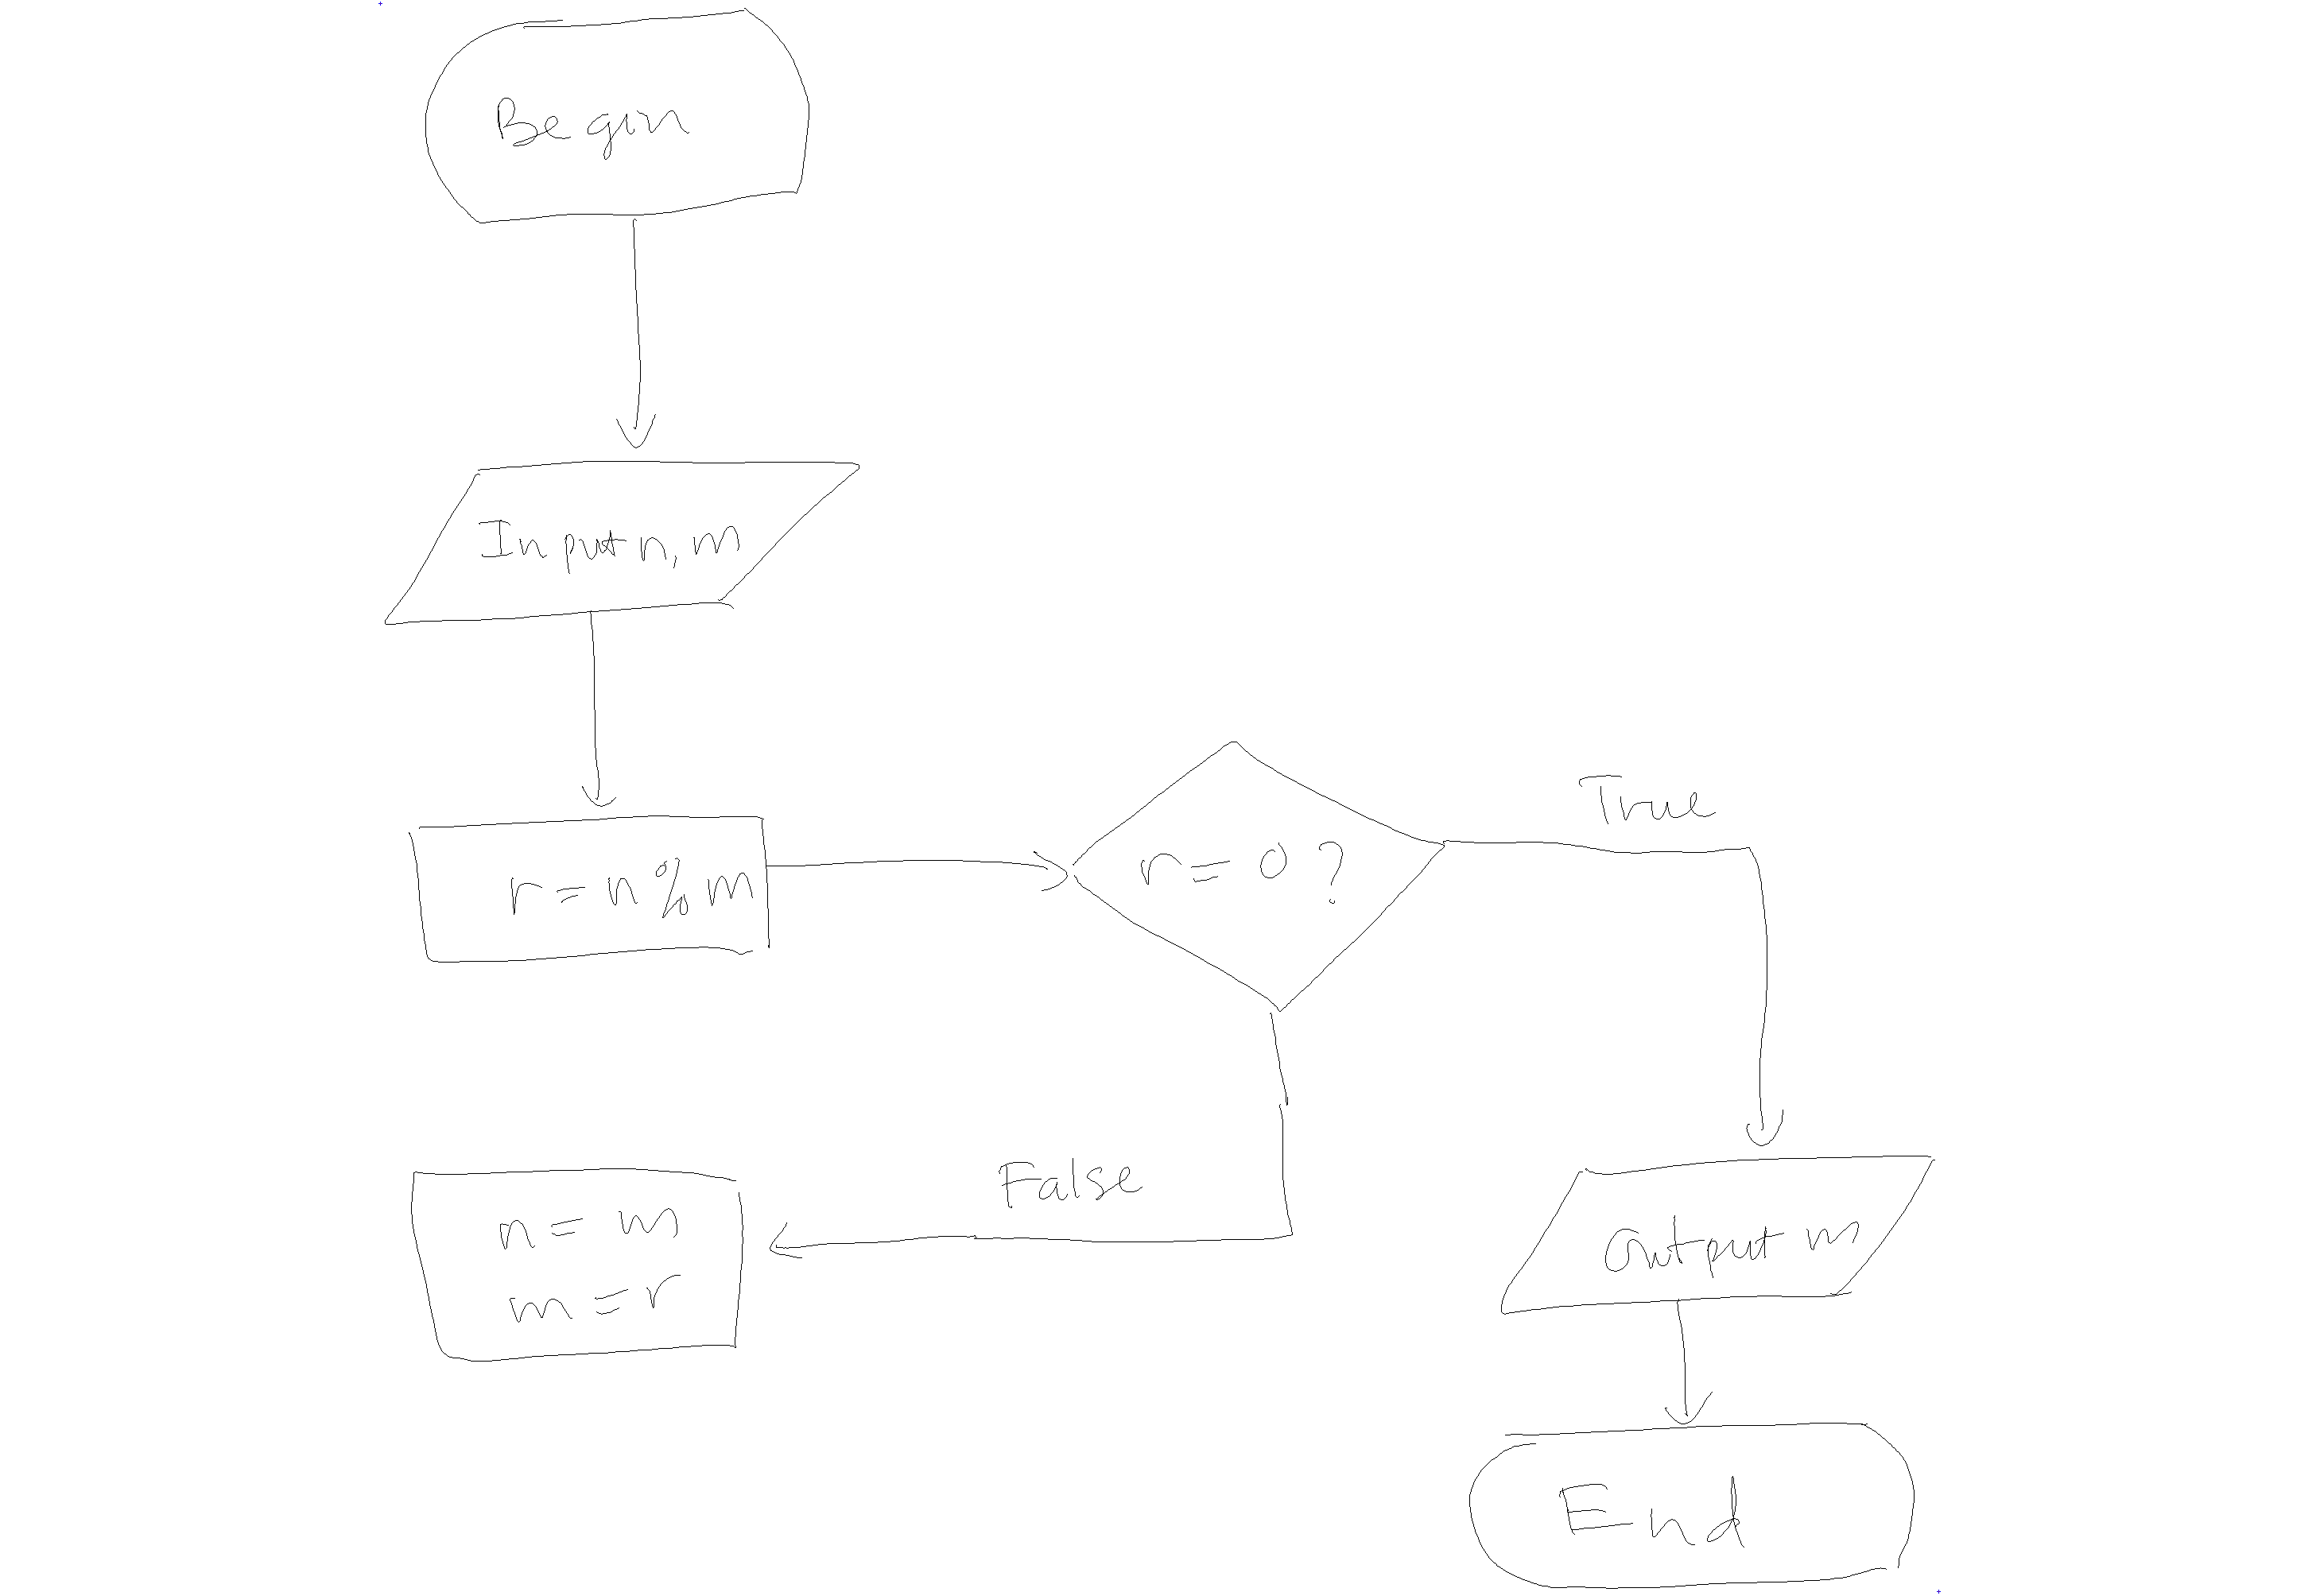 Begin
Input n, m
r = n % m
r = 0 ?
True
False
n = m
m = r
output m
End